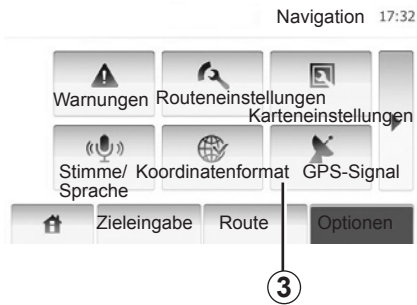 Navigation 17:32
Warnungen Routeneinstellungen
Karteneinstellungen
Stimme/ Koordinatenformat GPS-Signal
Sprache
Zieleingabe Route Optionen
3